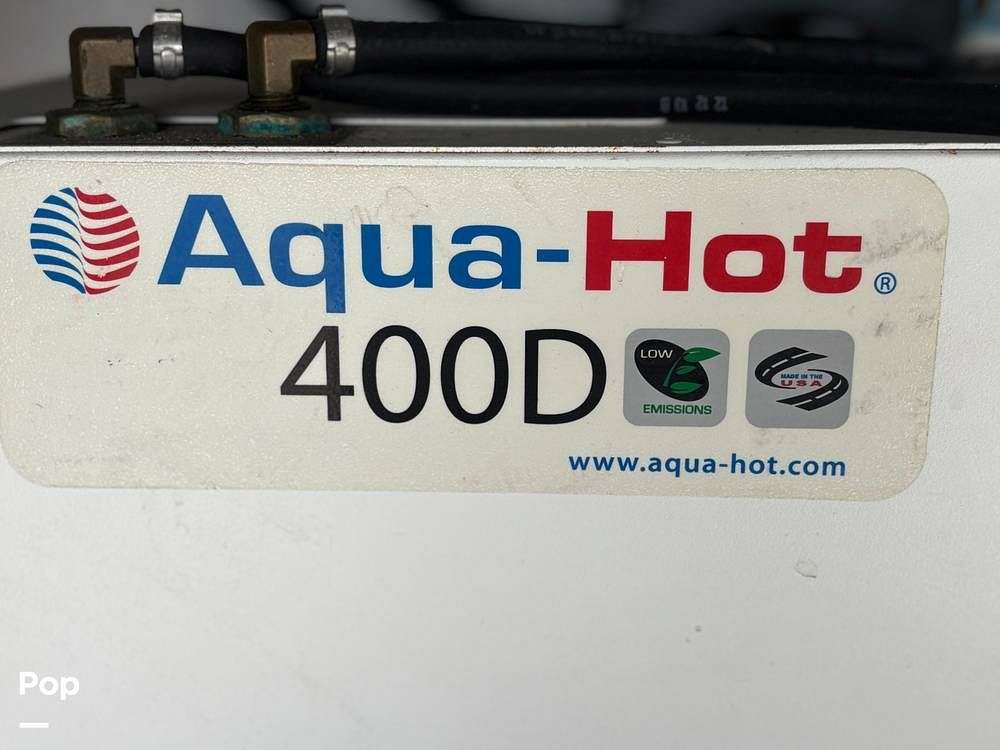 Aqua-Hot®
400D
LOW
EMISSIONS
MADE IN THE
USA
www.aqua-hot.com
Pop